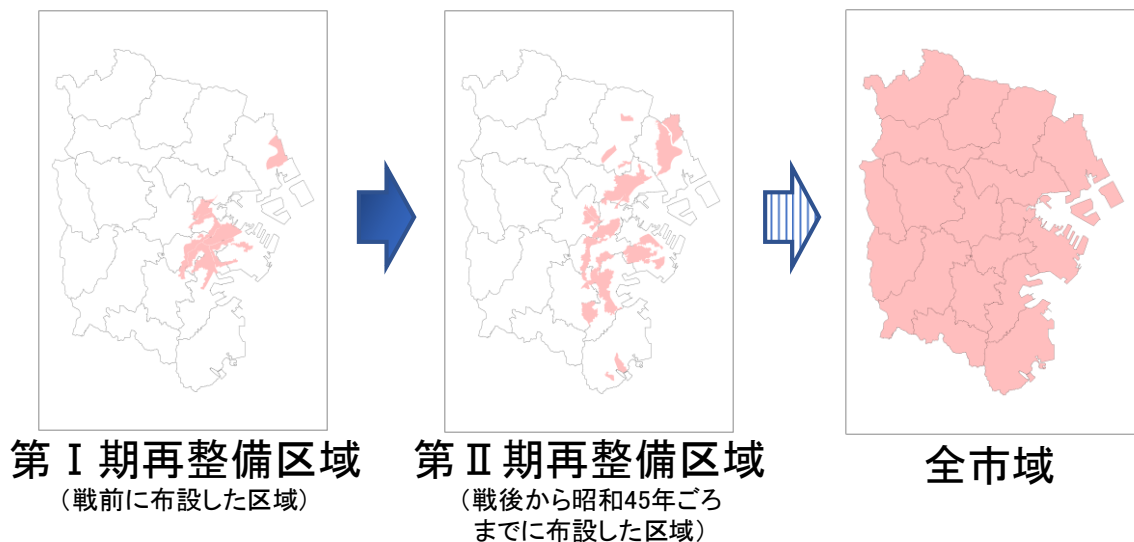 第Ⅰ期再整備区域
（戦前に布設した区域）
第Ⅱ期再整備区域
（戦後から昭和45年ごろ
までに布設した区域）
全市域